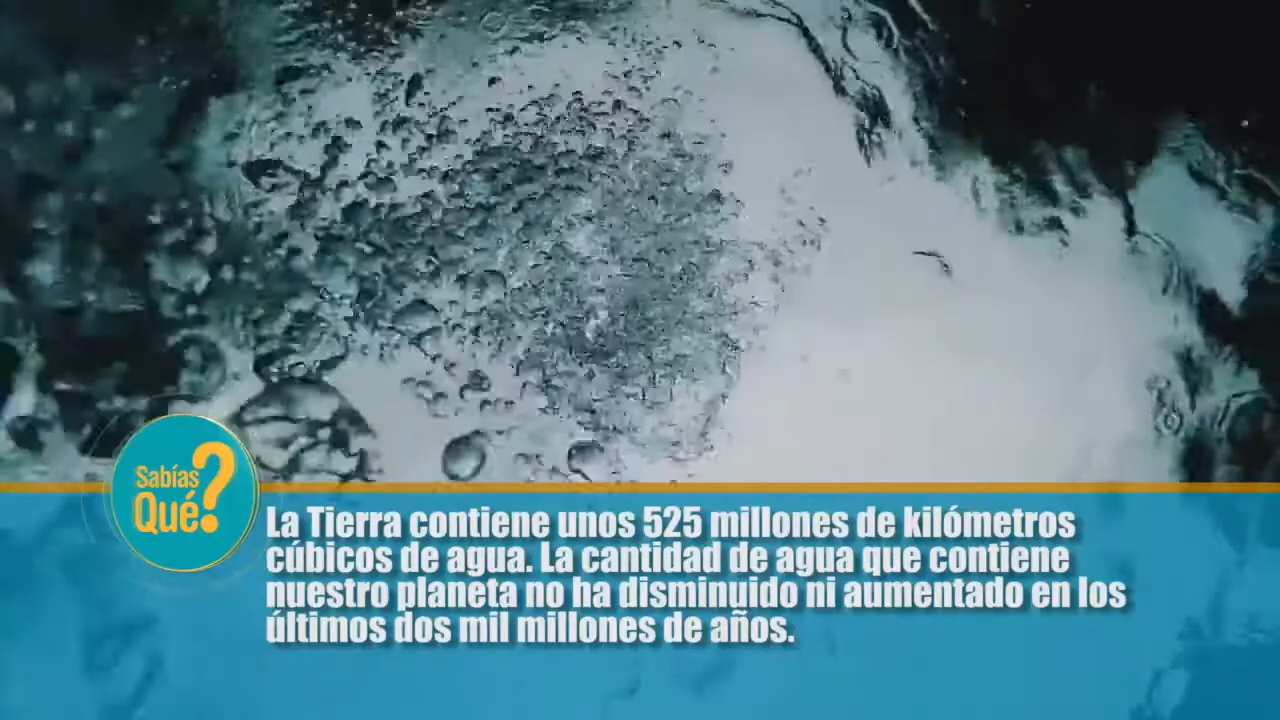 Sabías
Qué?
La Tierra contiene unos 525 millones de kilómetros
cúbicos de agua. La cantidad de agua que contiene
nuestro planeta no ha disminuido ni aumentado en los
últimos dos mil millones de años.